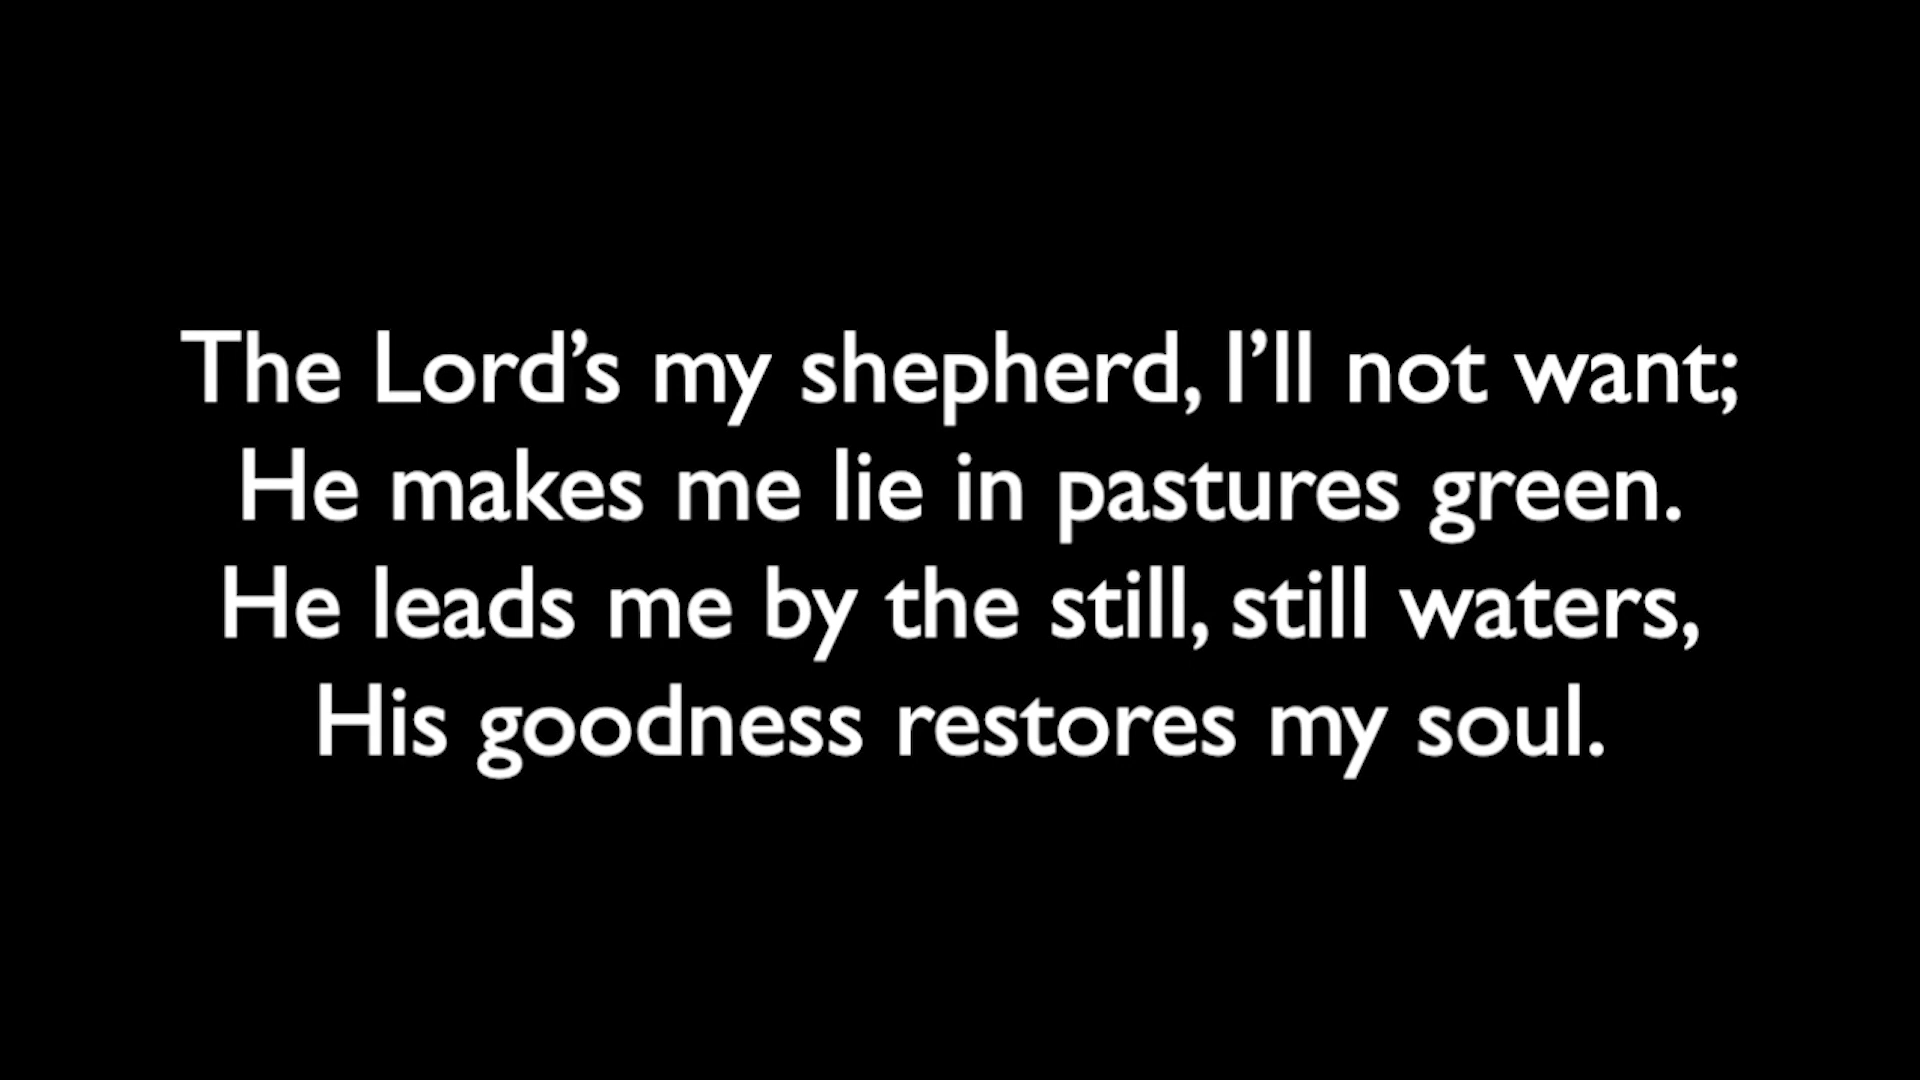 The Lord’s my shepherd, I’ll not want;
He makes me lie in pastures green.
He leads me by the still, still waters,
His goodness restores my soul.